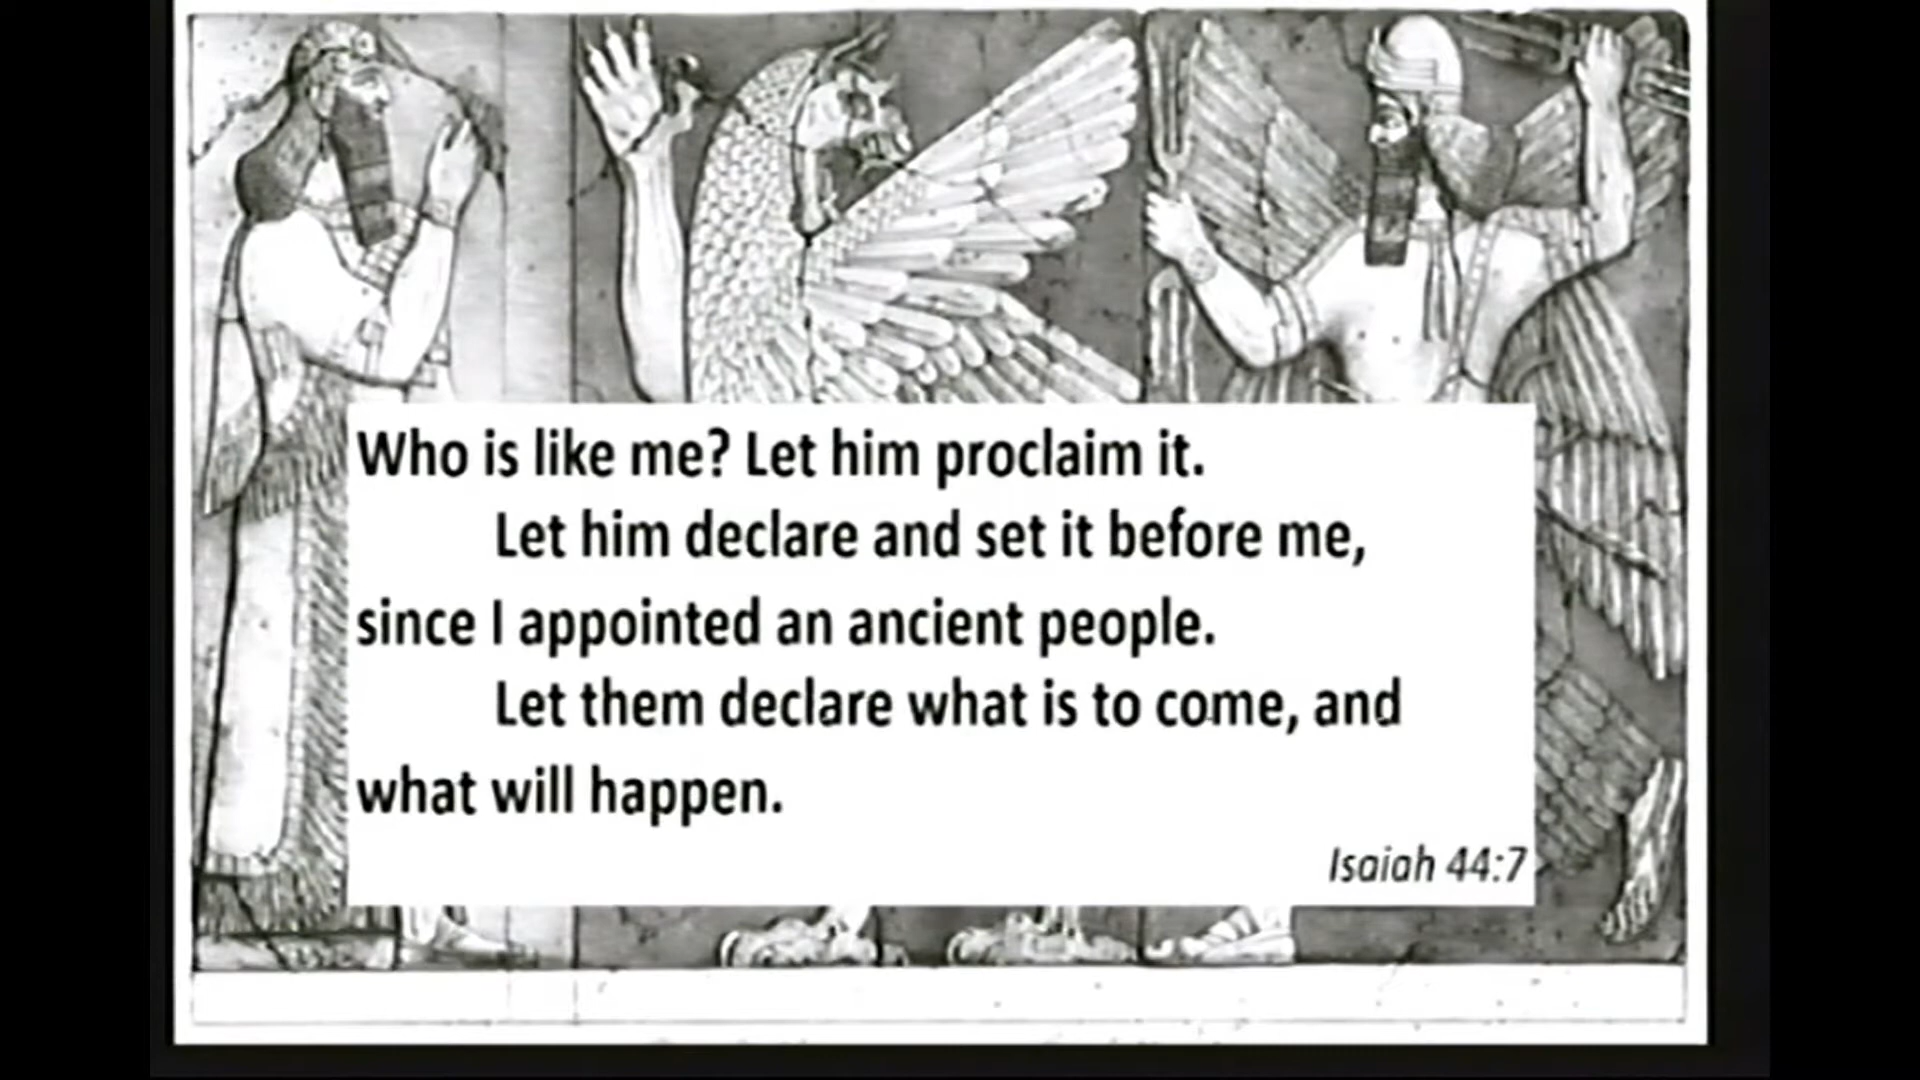 Who is like me? Let him proclaim it.
Let him declare and set it before me,
since I appointed an ancient people.
Let them declare what is to come, and
what will happen.
Isaiah 44:7